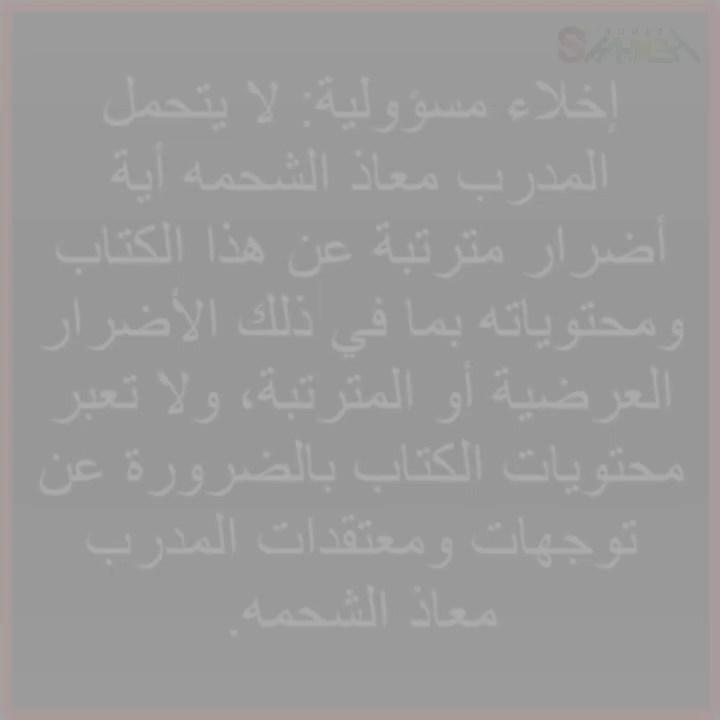 إخلاء مسؤولية: لا يتحمل
المدرب معاذ الشحمه أية
أضرار مترتبة عن هذا الكتاب
ومحتوياته بما في ذلك الأضرار
العرضية أو المترتبة، ولا تعبر
محتويات الكتاب بالضرورة عن
توجهات ومعتقدات المدرب
معاذ الشحمه.